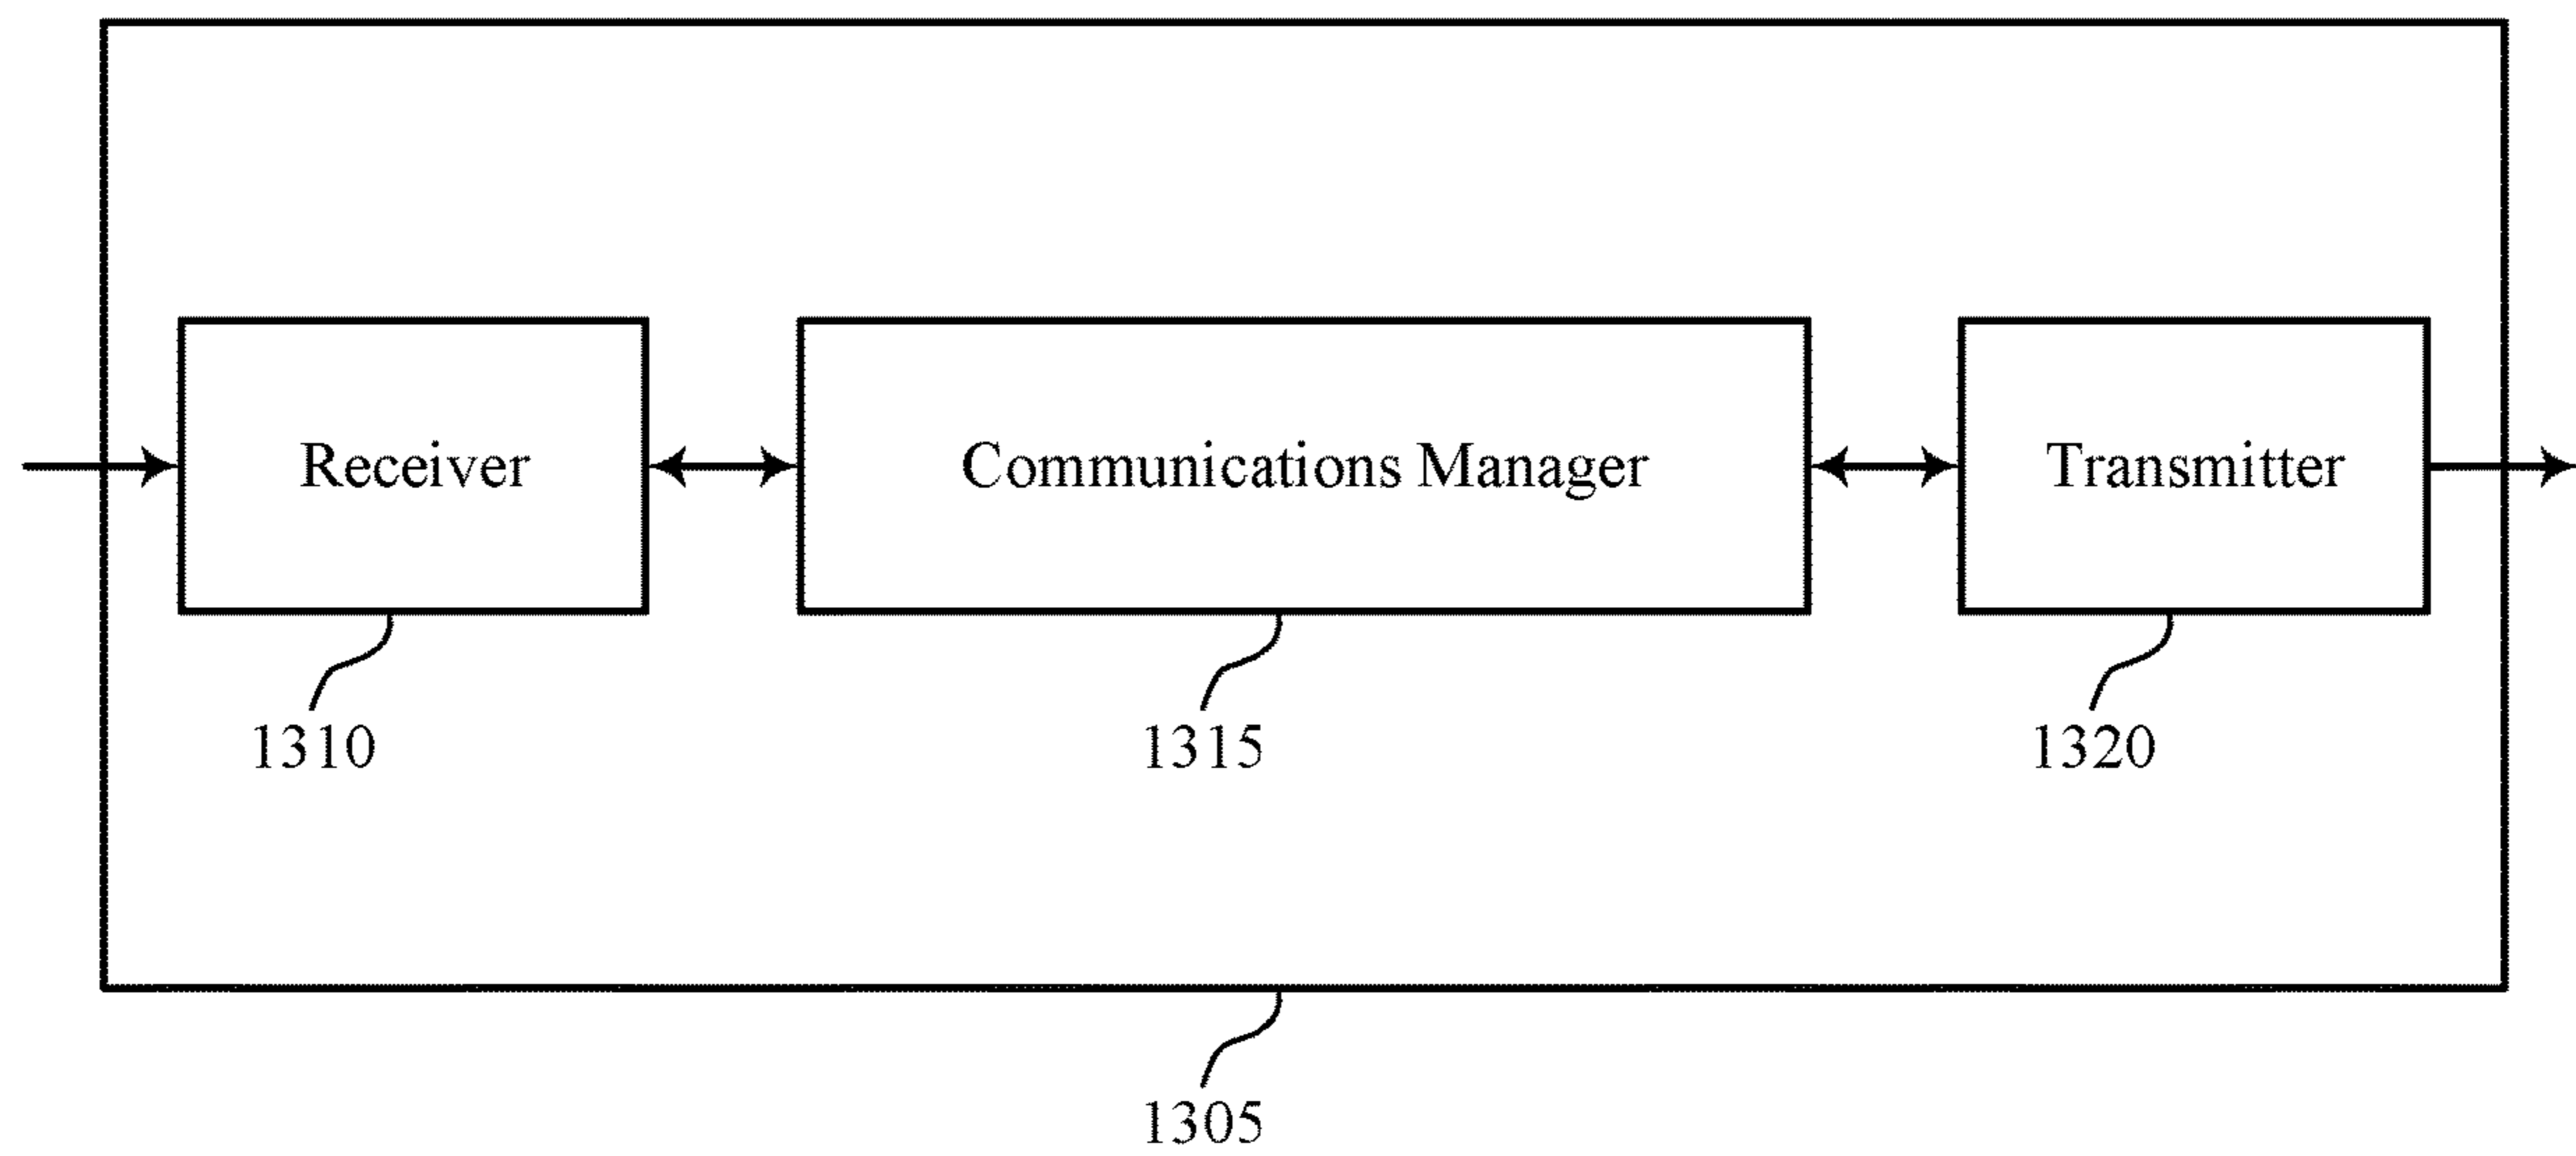 Receiver
Communications Manager
Transmitter
1310
1315
1320
1305